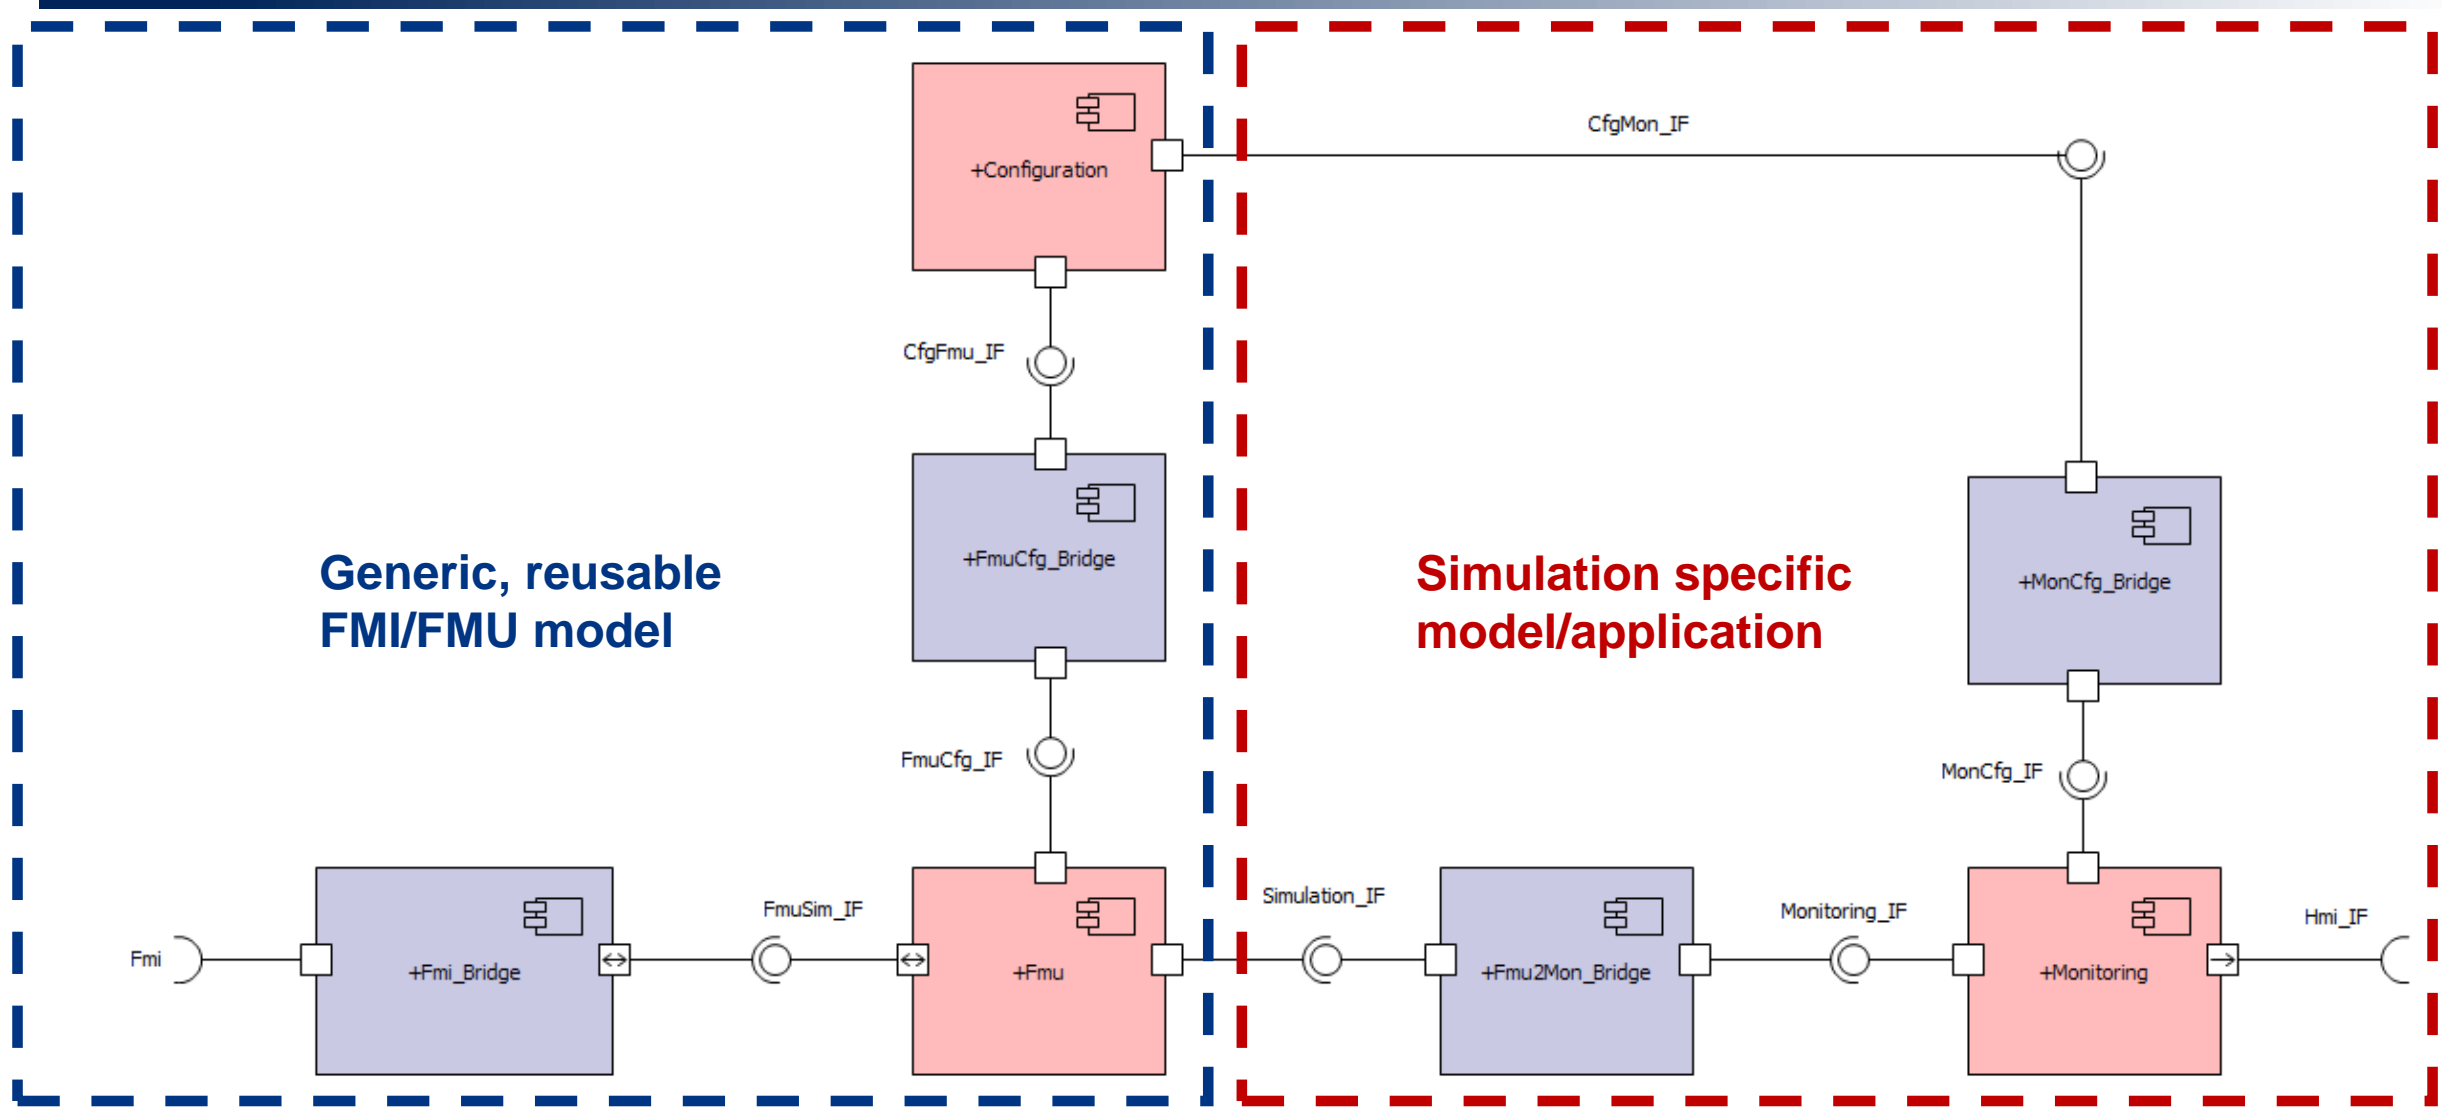 CfgMon_IF
+Configuration
CfgFmu_IF
+FmuCfg_Bridge
Generic, reusable
FMI/FMU model
Simulation specific
model/application
+MonCfg_Bridge
FmuCfg_IF
MonCfg_IF
Fmi
+Fmi_Bridge
FmuSim_IF
+Fmu
Simulation_IF
+Fmu2Mon_Bridge
Monitoring_IF
+Monitoring
Hmi_IF